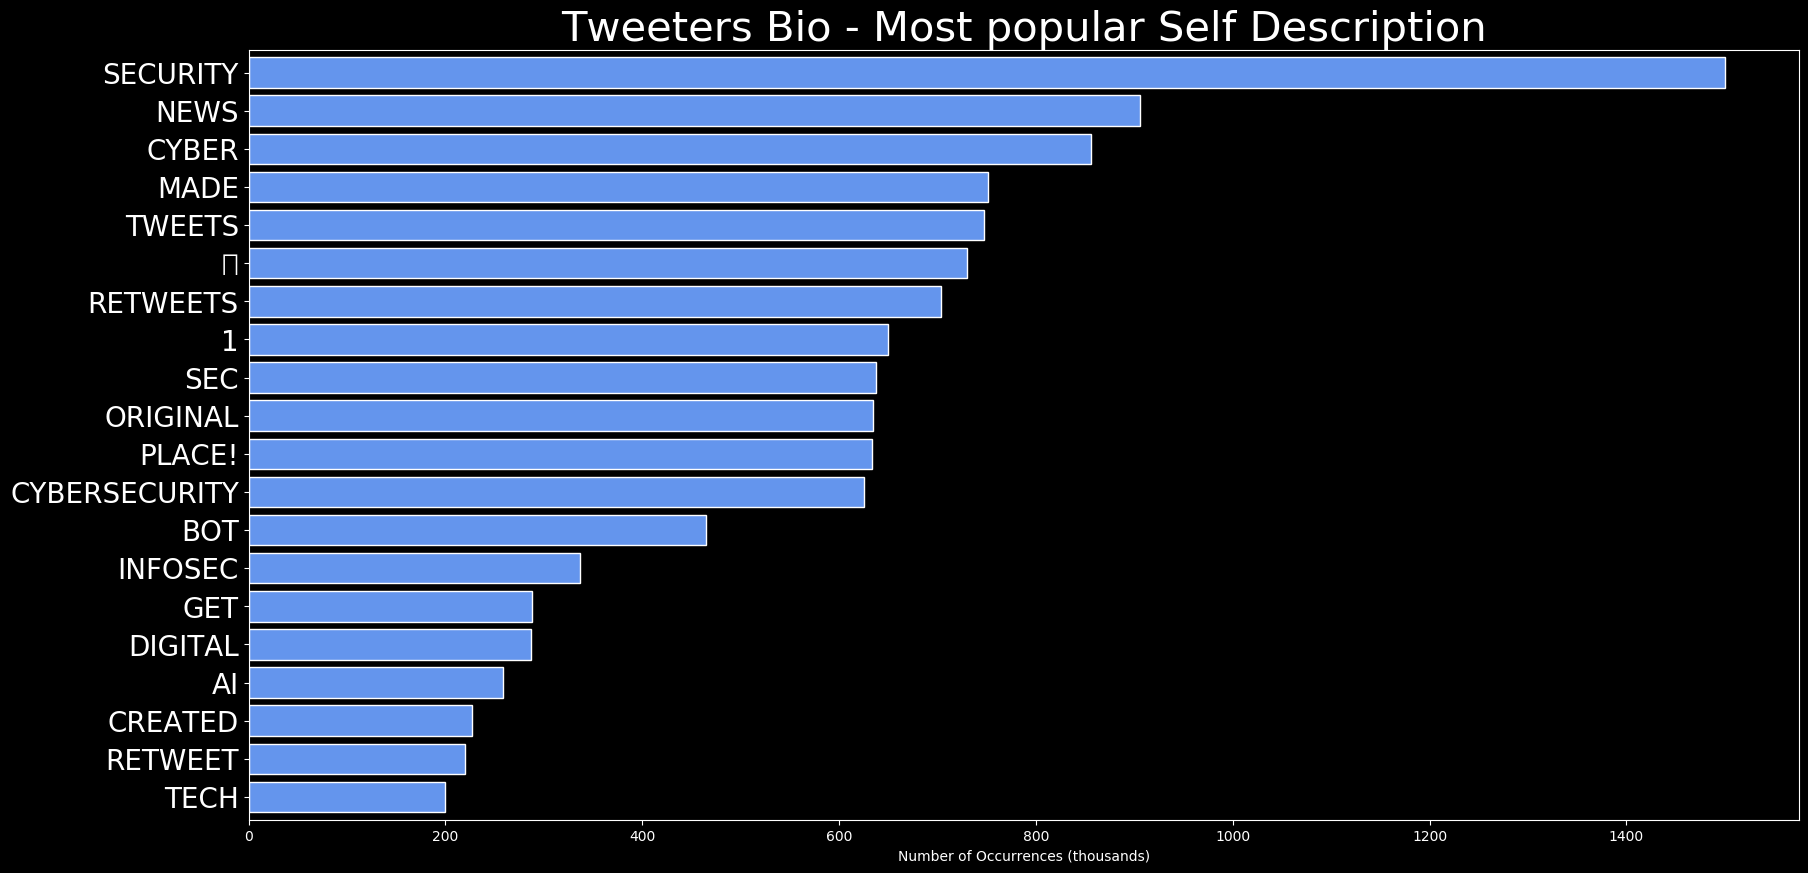 Tweeters Bio - Most popular Self Description
SECURITY
NEWS
CYBER
MADE
TWEETS
RETWEETS
1
SEC
ORIGINAL
PLACE!
CYBERSECURITY
BOT
INFOSEC
GET
DIGITAL
AI
CREATED
RETWEET
TECH
0 200 400 600 800 1000 1200 1400
Number of Occurrences (thousands)